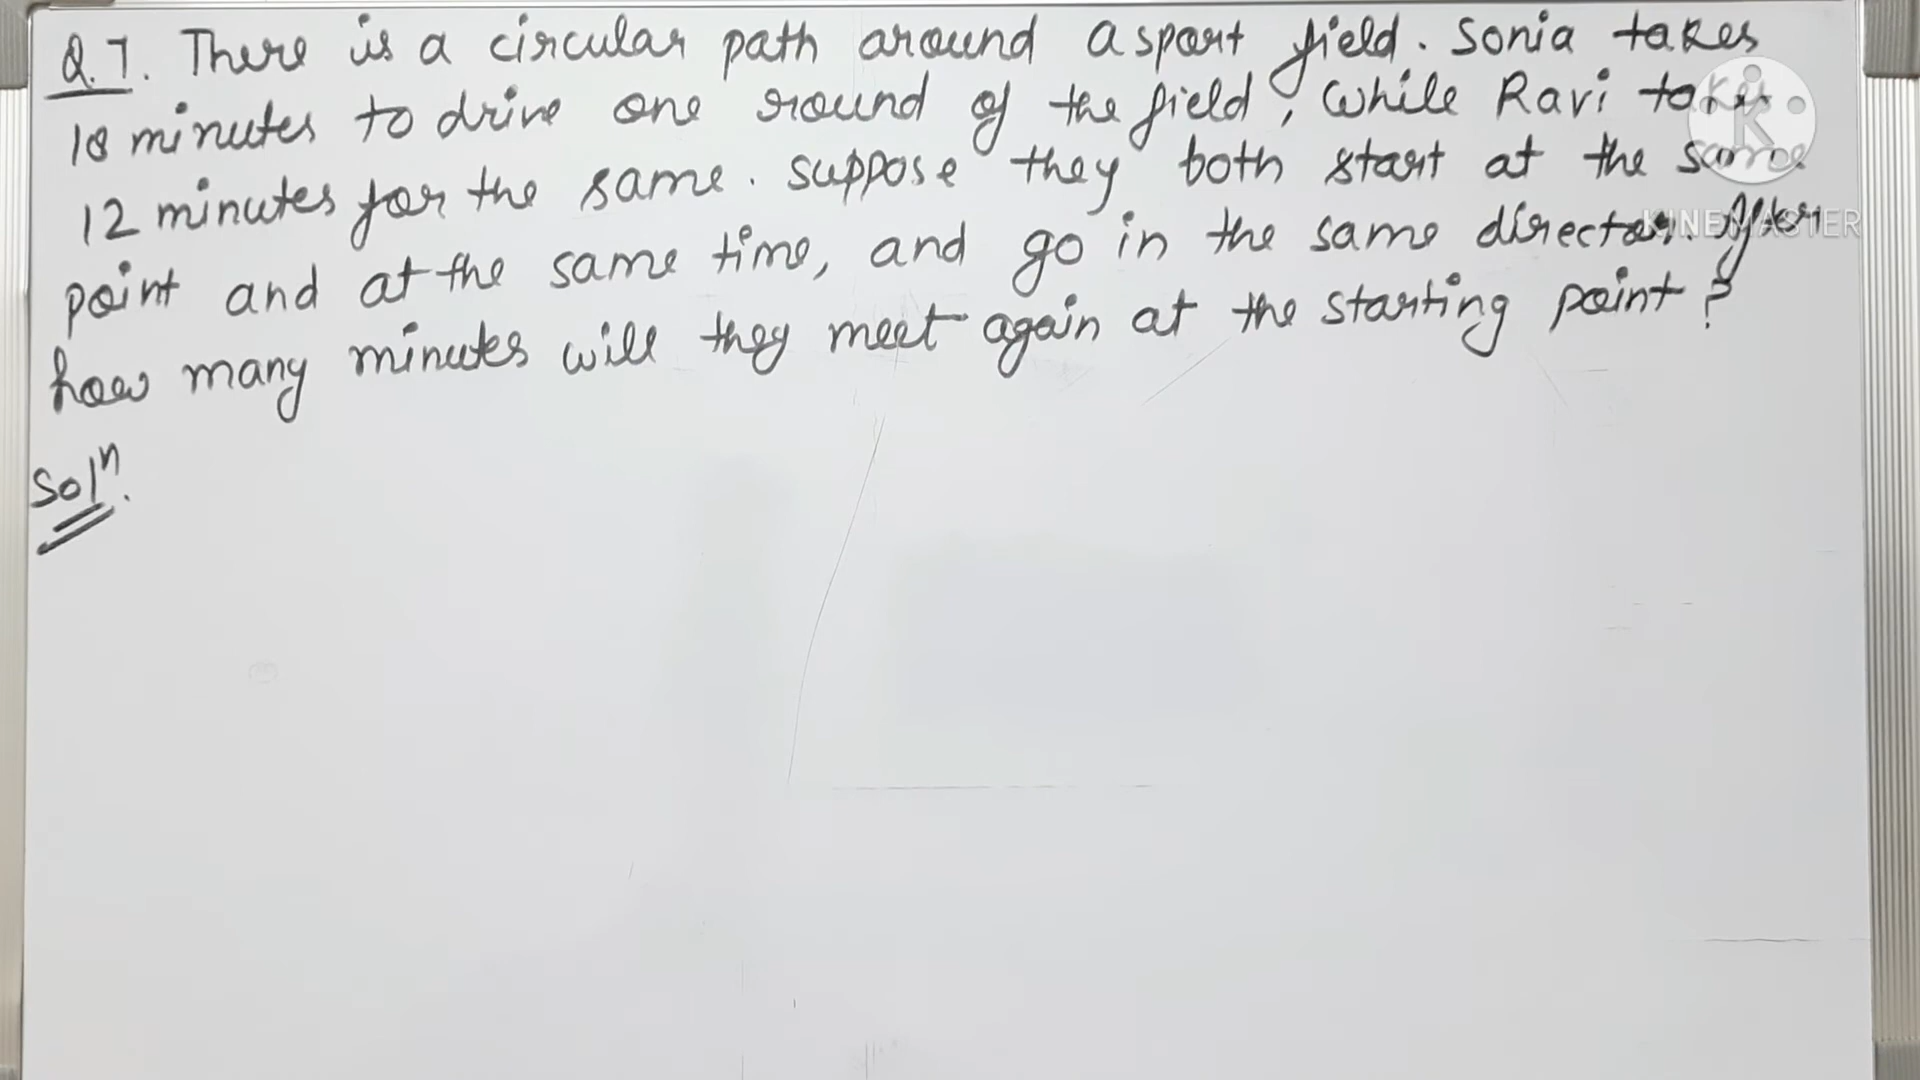 Q.7. There is a circular path around a sport field. Sonia takes
18 minutes to drive one round of the field, while Ravi takes
12 minutes for the same. suppose they both start at the same
point and at the same time, and go in the same direction. After
how many minutes will they meet again at the starting point?
Solⁿ.
K
KINEMASTER